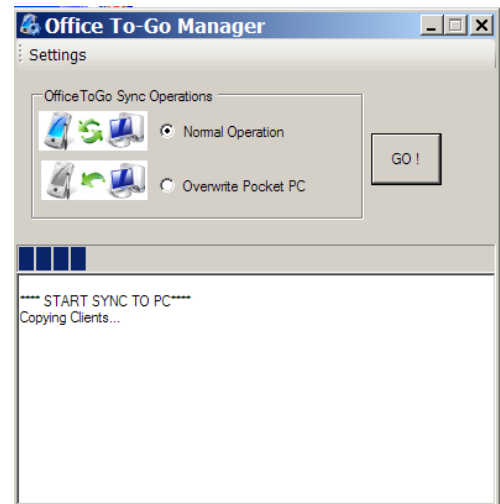 Office To-Go Manager
Settings
OfficeToGo Sync Operations
Normal Operation
GO !
Overwrite Pocket PC
**** START SYNC TO PC****
Copying Clients...